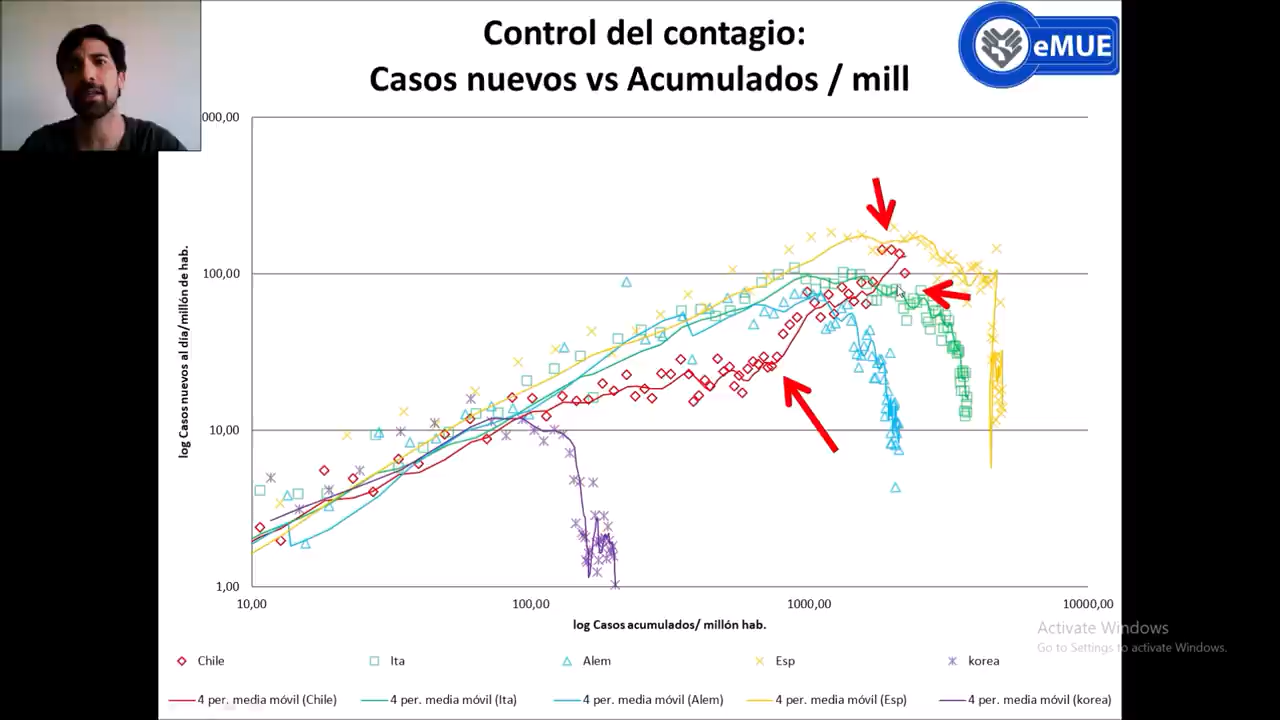 Control del contagio:
Casos nuevos vs Acumulados / mill
eMUE
000,00
100,00
10,00
1,00
log Casos nuevos al día/millón de hab.
10,00
100,00
1000,00
10000,00
log Casos acumulados/ millón hab.
Activate Windows
Go to Settings to activate Windows.
Chile
Ita
Alem
Esp
korea
4 per. media móvil (Chile)
4 per. media móvil (Ita)
4 per. media móvil (Alem)
4 per. media móvil (Esp)
4 per. media móvil (korea)